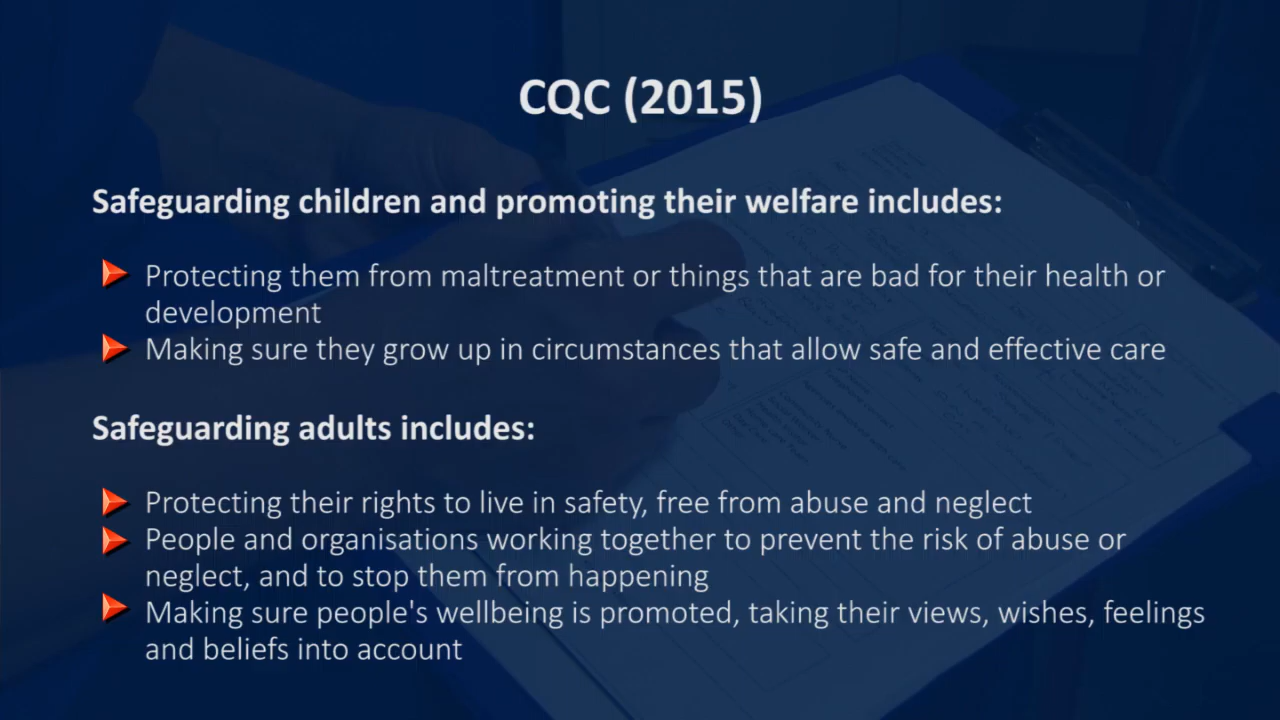 CQC (2015)
Safeguarding children and promoting their welfare includes:
Protecting them from maltreatment or things that are bad for their health or
development
Making sure they grow up in circumstances that allow safe and effective care
Safeguarding adults includes:
Protecting their rights to live in safety, free from abuse and neglect
People and organisations working together to prevent the risk of abuse or
neglect, and to stop them from happening
Making sure people's wellbeing is promoted, taking their views, wishes, feelings
and beliefs into account